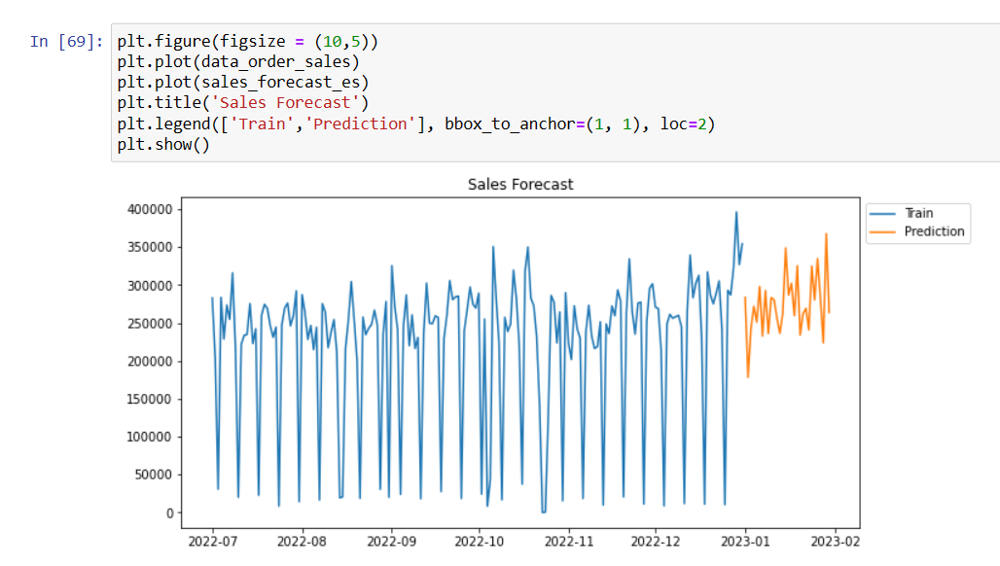 In [69]: plt.figure(figsize = (10,5))
plt.plot(data_order_sales)
plt.plot(sales_forecast_es)
plt.title('Sales Forecast')
plt.legend(['Train','Prediction'], bbox_to_anchor=(1, 1), loc=2)
plt.show()
Sales Forecast
400000
350000
300000
250000
200000
150000
100000
50000
0
2022-07 2022-08 2022-09 2022-10 2022-11 2022-12 2023-01 2023-02
Train
Prediction